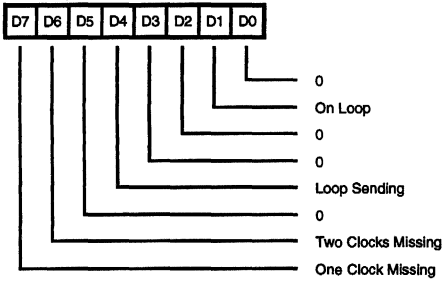 D7 D6 D5 D4 D3 D2 D1 D0
0
On Loop
0
0
Loop Sending
0
Two Clocks Missing
One Clock Missing